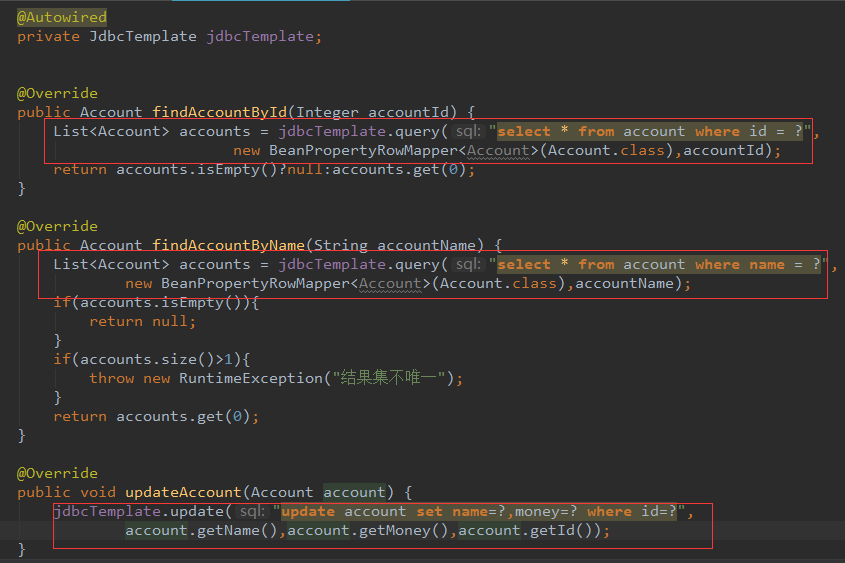 @Autowired
private JdbcTemplate jdbcTemplate;
@Override
public Account findAccountById(Integer accountId) {
List<Account> accounts = jdbcTemplate.query( sql: "select * from account where id = ?",
new BeanPropertyRowMapper<Account>(Account.class),accountId);
return accounts.isEmpty()?null:accounts.get(0);
}
@Override
public Account findAccountByName(String accountName) {
List<Account> accounts = jdbcTemplate.query( sql: "select * from account where name = ?",
new BeanPropertyRowMapper<Account>(Account.class),accountName);
if(accounts.isEmpty()){
return null;
}
if(accounts.size()>1){
throw new RuntimeException("结果集不唯一");
}
return accounts.get(0);
}
@Override
public void updateAccount(Account account) {
jdbcTemplate.update( sql: "update account set name=?,money=? where id=?",
account.getName(),account.getMoney(),account.getId());
}